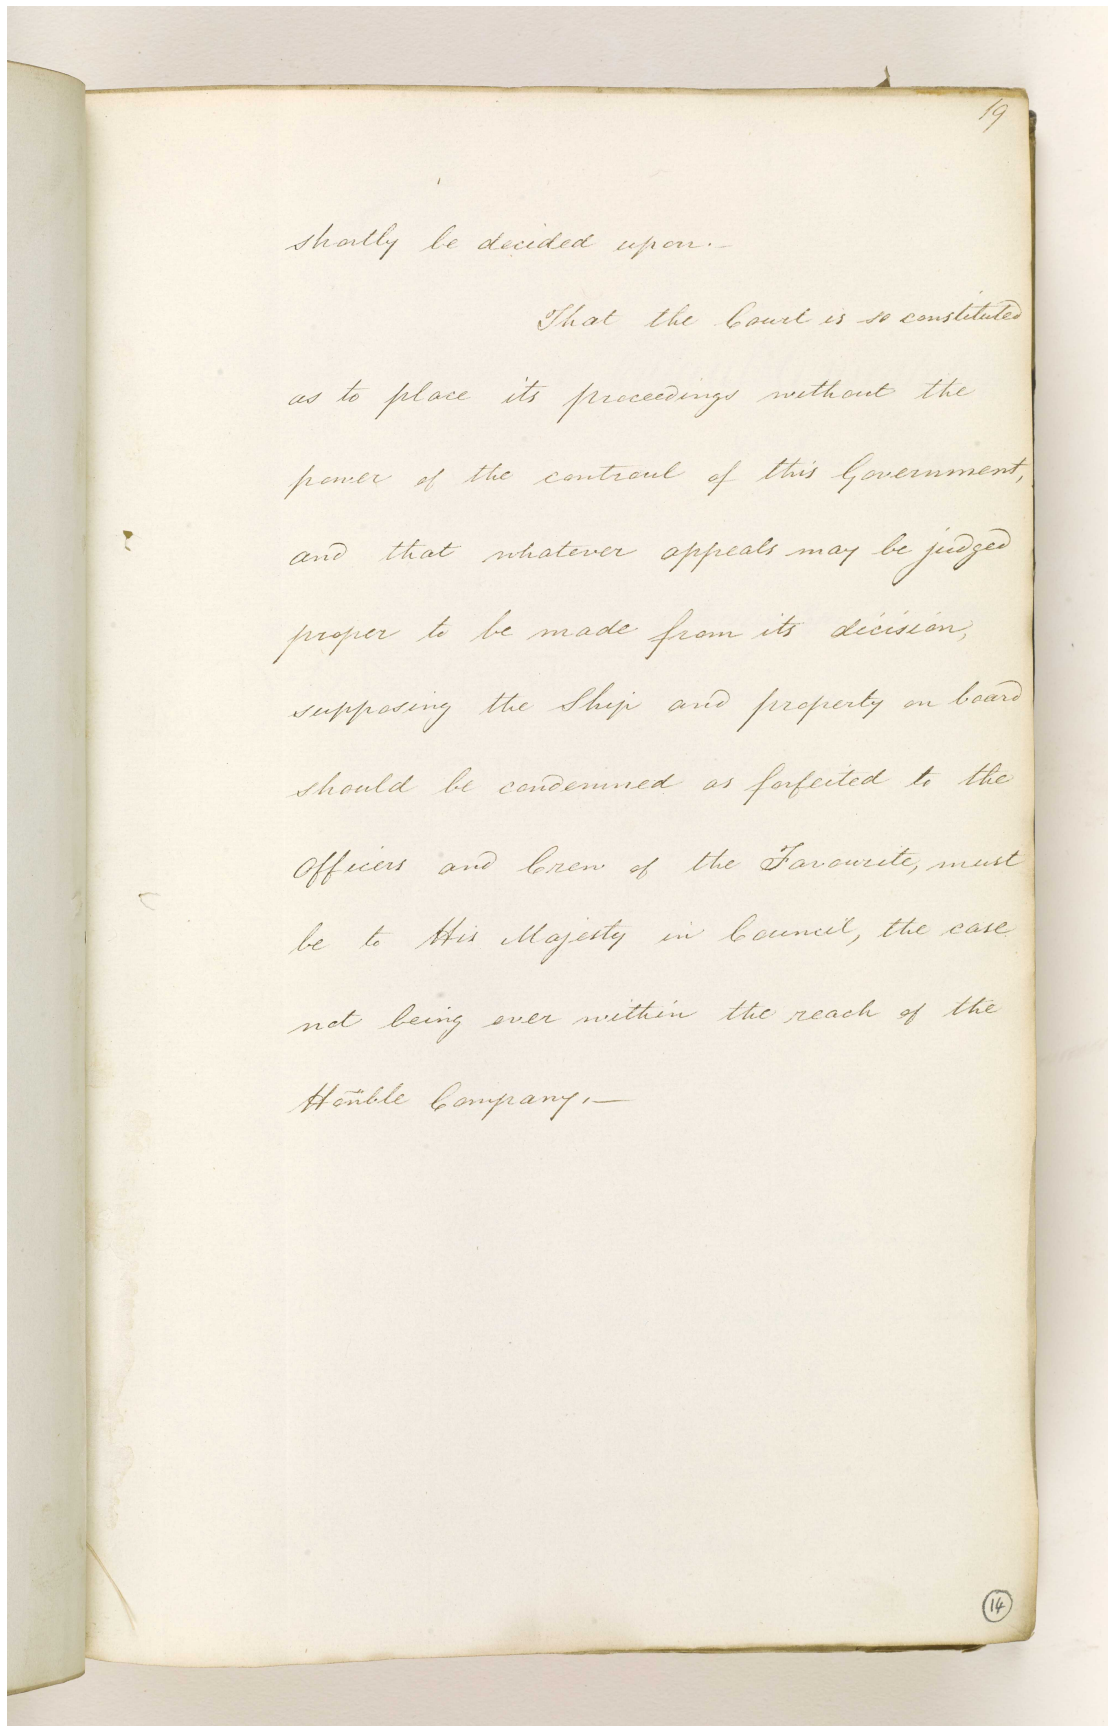 19
shortly be decided upon.—
That the Court is so constituted
as to place its proceedings without the
power of the controul of this Government,
and that whatever appeals may be judged
proper to be made from its decision,
supposing the Ship and property on board
should be condemned as forfeited to the
Officers and Crew of the Favourite, must
be to His Majesty in Council, the case
not being ever within the reach of the
Honble Company.—
14